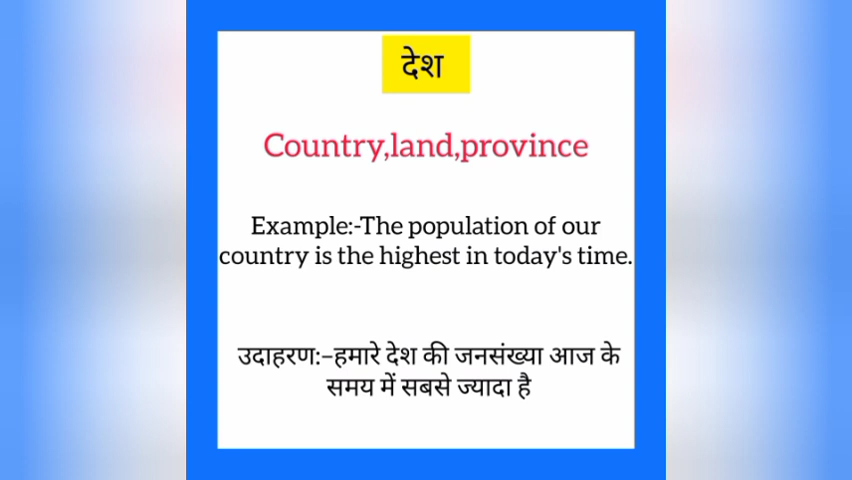 देश
Country,land,province
Example:-The population of our
country is the highest in today's time.
उदाहरण:–हमारे देश की जनसंख्या आज के
समय में सबसे ज्यादा है